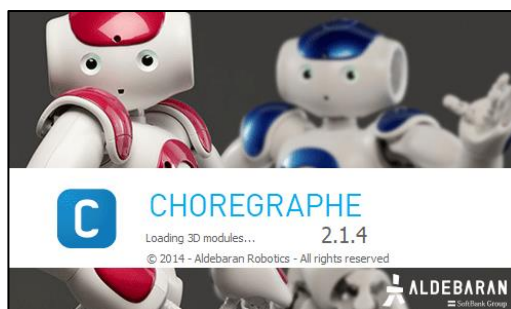 C
CHOREGRAPHE
Loading 3D modules...
2.1.4
© 2014 - Aldebaran Robotics - All rights reserved
ALDEBARAN
SoftBank Group